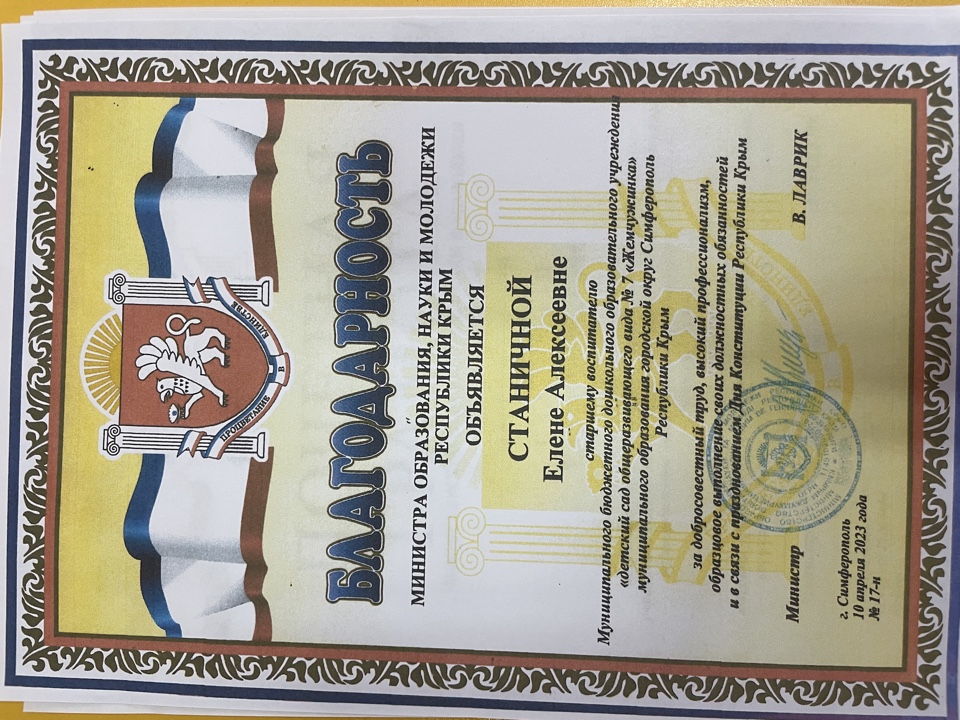 ПРОЦВЕТАНИЕ В ЕДИНСТВЕ
БЛАГОДАРНОСТЬ
МИНИСТРА ОБРАЗОВАНИЯ, НАУКИ И МОЛОДЕЖИ
РЕСПУБЛИКИ КРЫМ
ОБЪЯВЛЯЕТСЯ
СТАНИЧНОЙ
Елене Алексеевне
старшему воспитателю
Муниципального бюджетного дошкольного образовательного учреждения
«детский сад общеразвивающего вида № 7 «Жемчужинка»
муниципального образования городской округ Симферополь
Республики Крым
за добросовестный труд, высокий профессионализм,
образцовое выполнение своих должностных обязанностей
и в связи с празднованием Дня Конституции Республики Крым
Министр В. ЛАВРИК
г. Симферополь
10 апреля 2023 года
№ 17-н